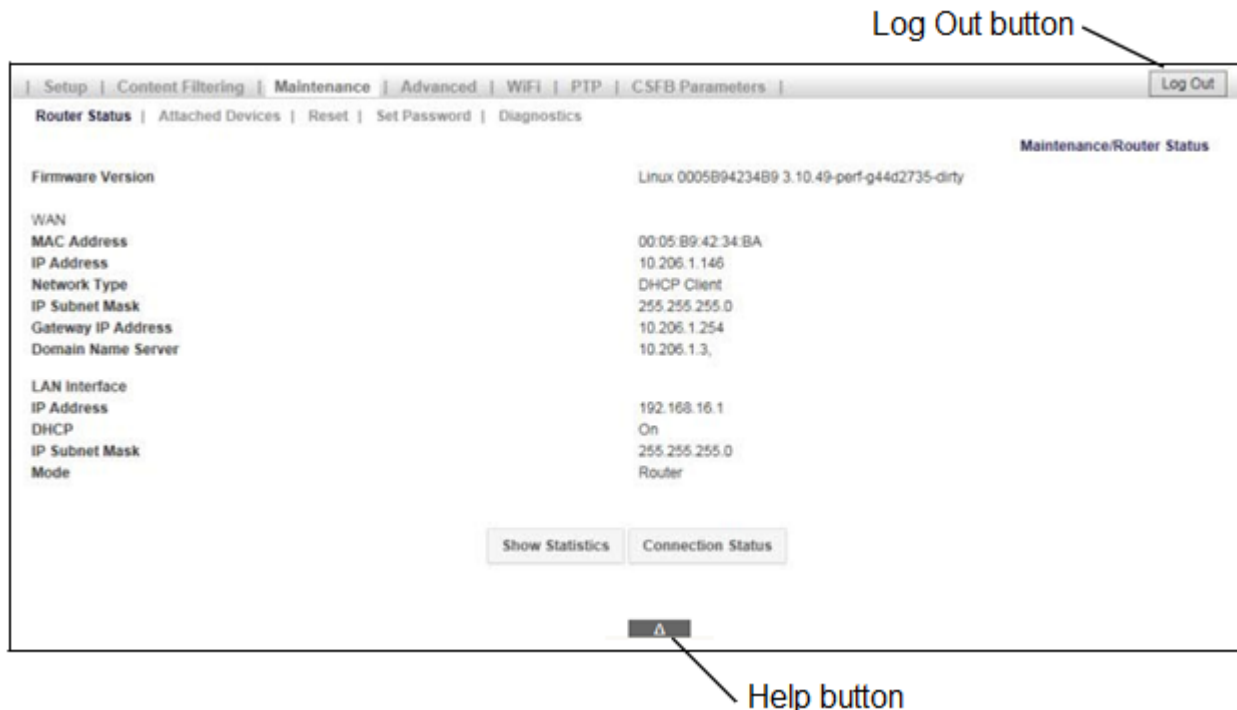 Log Out button
| Setup | Content Filtering | Maintenance | Advanced | WiFi | PTP | CSFB Parameters | Log Out
Router Status | Attached Devices | Reset | Set Password | Diagnostics
Maintenance/Router Status
Firmware Version Linux 0005B94234B9 3.10.49-perf-g44d2735-dirty
WAN
MAC Address 00:05:B9:42:34:BA
IP Address 10.206.1.146
Network Type DHCP Client
IP Subnet Mask 255.255.255.0
Gateway IP Address 10.206.1.254
Domain Name Server 10.206.1.3,
LAN Interface
IP Address 192.168.16.1
DHCP On
IP Subnet Mask 255.255.255.0
Mode Router
Show Statistics Connection Status
Help button